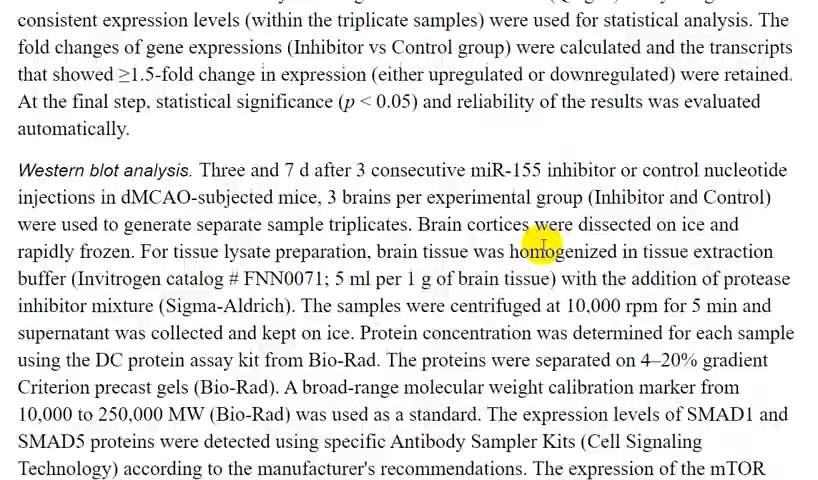 consistent expression levels (within the triplicate samples) were used for statistical analysis. The
fold changes of gene expressions (Inhibitor vs Control group) were calculated and the transcripts
that showed ≥1.5-fold change in expression (either upregulated or downregulated) were retained.
At the final step, statistical significance (p < 0.05) and reliability of the results was evaluated
automatically.
Western blot analysis. Three and 7 d after 3 consecutive miR-155 inhibitor or control nucleotide
injections in dMCAO-subjected mice, 3 brains per experimental group (Inhibitor and Control)
were used to generate separate sample triplicates. Brain cortices were dissected on ice and
rapidly frozen. For tissue lysate preparation, brain tissue was homogenized in tissue extraction
buffer (Invitrogen catalog # FNN0071; 5 ml per 1 g of brain tissue) with the addition of protease
inhibitor mixture (Sigma-Aldrich). The samples were centrifuged at 10,000 rpm for 5 min and
supernatant was collected and kept on ice. Protein concentration was determined for each sample
using the DC protein assay kit from Bio-Rad. The proteins were separated on 4–20% gradient
Criterion precast gels (Bio-Rad). A broad-range molecular weight calibration marker from
10,000 to 250,000 MW (Bio-Rad) was used as a standard. The expression levels of SMAD1 and
SMAD5 proteins were detected using specific Antibody Sampler Kits (Cell Signaling
Technology) according to the manufacturer's recommendations. The expression of the mTOR